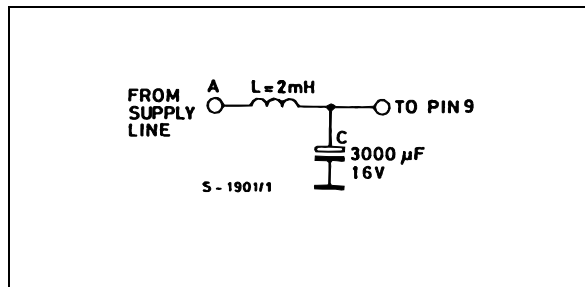 A
L=2mH
FROM
SUPPLY
LINE
TO PIN 9
C
3000 µF
16V
S-1901/1